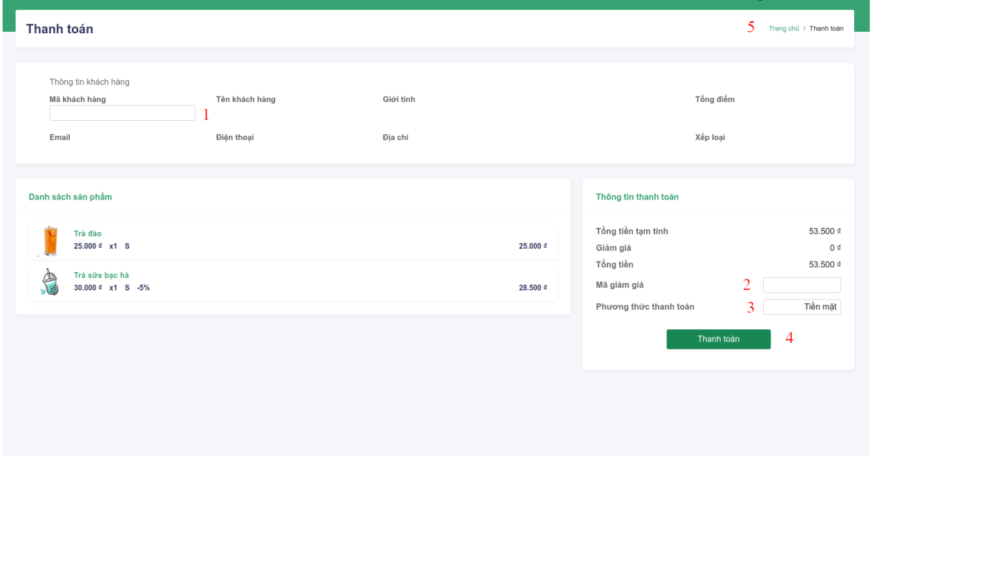 Thanh toán
5 Trang chủ / Thanh toán
Thông tin khách hàng
Mã khách hàng Tên khách hàng Giới tính Tổng điểm
1
Email Điện thoại Địa chỉ Xếp loại
Danh sách sản phẩm
Trà đào
25.000 ₫ x1 S 25.000 ₫
Trà sữa bạc hà
30.000 ₫ x1 S -5% 28.500 ₫
Thông tin thanh toán
Tổng tiền tạm tính 53.500 ₫
Giảm giá 0 ₫
Tổng tiền 53.500 ₫
Mã giảm giá 2
Phương thức thanh toán 3 Tiền mặt
Thanh toán 4